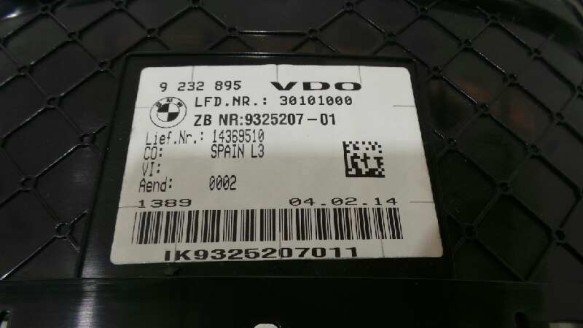 9 232 895 VDO
BMW
LFD.NR.: 30101000
ZB NR:9325207-01
Lief.Nr.: 14369510
CO: SPAIN L3
VI:
Aend: 0002
1389 04.02.14
IK9325207011